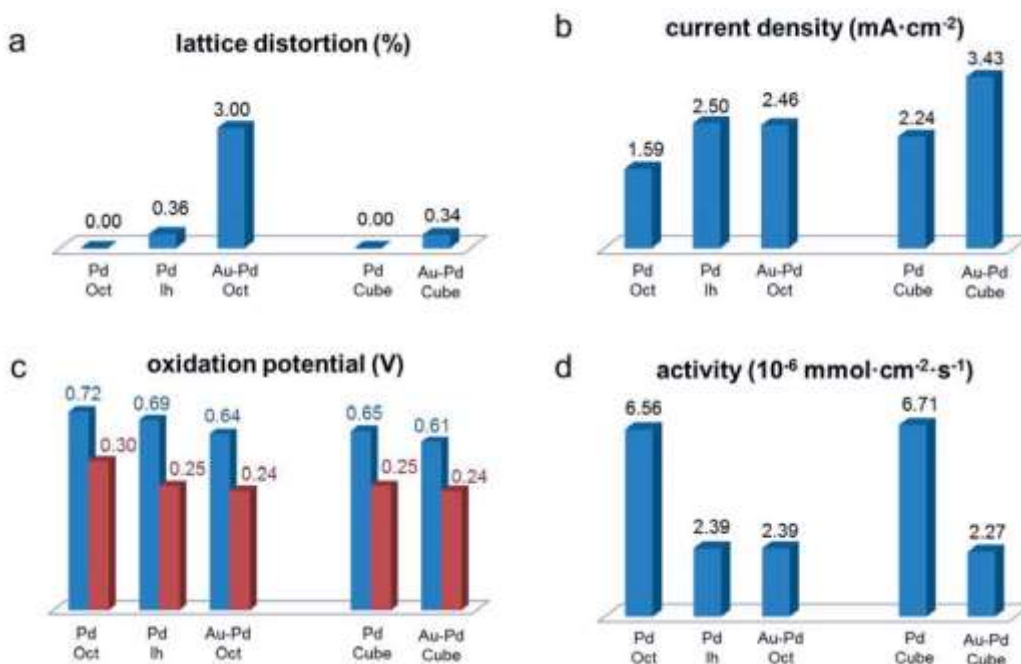 a
lattice distortion (%)
0.00
0.36
3.00
0.00
0.34
Pd Oct
Pd Ih
Au-Pd Oct
Pd Cube
Au-Pd Cube
b
current density (mA·cm⁻²)
1.59
2.50
2.46
2.24
3.43
Pd Oct
Pd Ih
Au-Pd Oct
Pd Cube
Au-Pd Cube
c
oxidation potential (V)
0.72
0.30
0.69
0.25
0.64
0.24
0.65
0.25
0.61
0.24
Pd Oct
Pd Ih
Au-Pd Oct
Pd Cube
Au-Pd Cube
d
activity (10⁻⁶ mmol·cm⁻²·s⁻¹)
6.56
2.39
2.39
6.71
2.27
Pd Oct
Pd Ih
Au-Pd Oct
Pd Cube
Au-Pd Cube